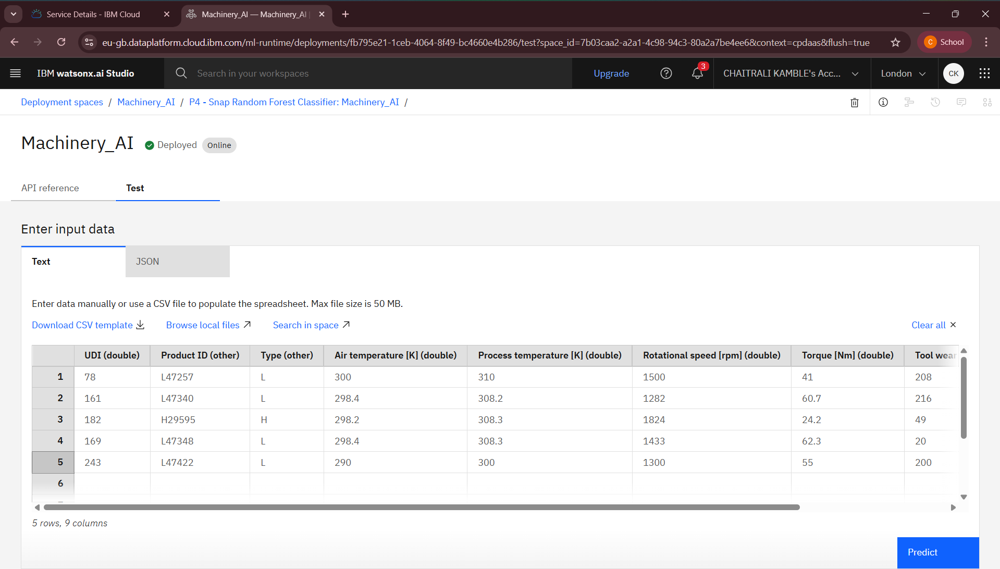 Service Details - IBM Cloud
Machinery_AI — Machinery_AI |
eu-gb.dataplatform.cloud.ibm.com/ml-runtime/deployments/fb795e21-1ceb-4064-8f49-bc4660e4b286/test?space_id=7b03caa2-a2a1-4c98-94c3-80a2a7be4ee6&context=cpdaas&flush=true
C School
IBM watsonx.ai Studio
Search in your workspaces
Upgrade
3
CHAITRALI KAMBLE's Acc...
London
CK
Deployment spaces / Machinery_AI / P4 - Snap Random Forest Classifier: Machinery_AI /
Machinery_AI Deployed Online
API reference Test
Enter input data
Text JSON
Enter data manually or use a CSV file to populate the spreadsheet. Max file size is 50 MB.
Download CSV template Browse local files Search in space Clear all
UDI (double) Product ID (other) Type (other) Air temperature [K] (double) Process temperature [K] (double) Rotational speed [rpm] (double) Torque [Nm] (double) Tool wear
1 78 L47257 L 300 310 1500 41 208
2 161 L47340 L 298.4 308.2 1282 60.7 216
3 182 H29595 H 298.2 308.3 1824 24.2 49
4 169 L47348 L 298.4 308.3 1433 62.3 20
5 243 L47422 L 290 300 1300 55 200
6
5 rows, 9 columns
Predict